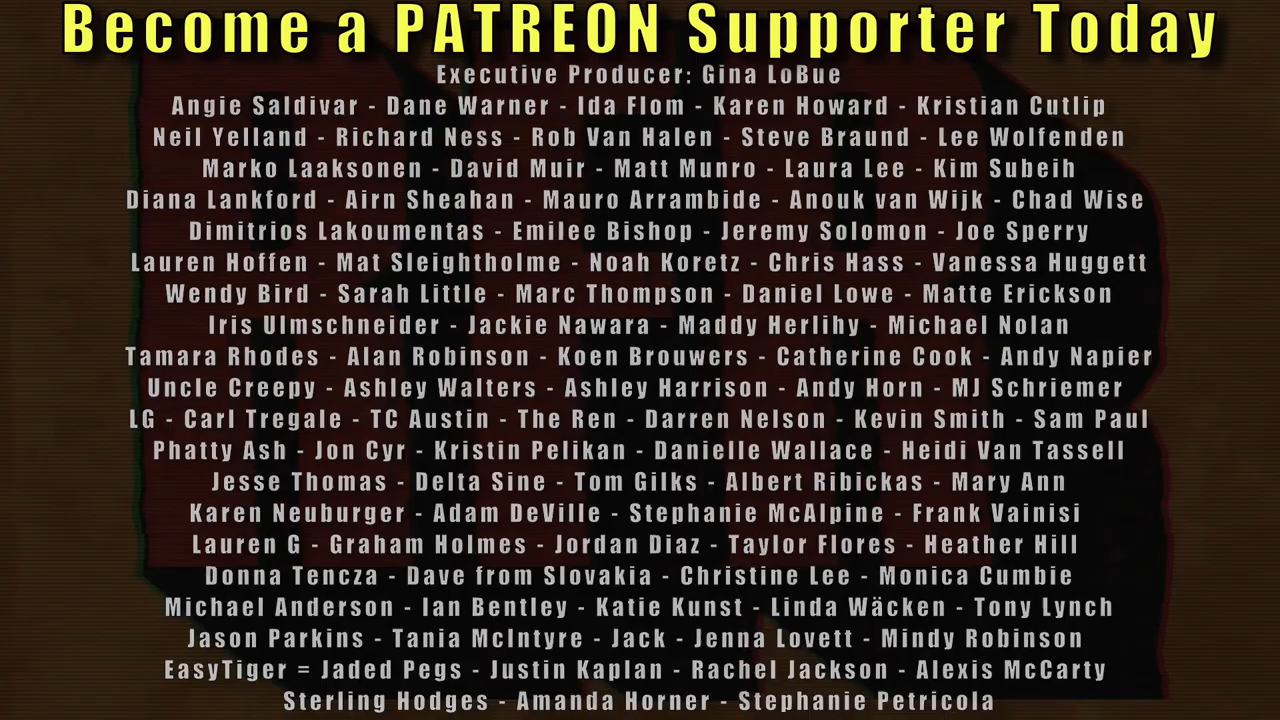 Become a PATREON Supporter Today
Executive Producer: Gina LoBue
Angie Saldivar - Dane Warner - Ida Flom - Karen Howard - Kristian Cutlip
Neil Yelland - Richard Ness - Rob Van Halen - Steve Braund - Lee Wolfenden
Marko Laaksonen - David Muir - Matt Munro - Laura Lee - Kim Subeih
Diana Lankford - Airn Sheahan - Mauro Arrambide - Anouk van Wijk - Chad Wise
Dimitrios Lakoumentas - Emilee Bishop - Jeremy Solomon - Joe Sperry
Lauren Hoffen - Mat Sleightholme - Noah Koretz - Chris Hass - Vanessa Huggett
Wendy Bird - Sarah Little - Marc Thompson - Daniel Lowe - Matte Erickson
Iris Ulmschneider - Jackie Nawara - Maddy Herlihy - Michael Nolan
Tamara Rhodes - Alan Robinson - Koen Brouwers - Catherine Cook - Andy Napier
Uncle Creepy - Ashley Walters - Ashley Harrison - Andy Horn - MJ Schriemer
LG - Carl Tregale - TC Austin - The Ren - Darren Nelson - Kevin Smith - Sam Paul
Phatty Ash - Jon Cyr - Kristin Pelikan - Danielle Wallace - Heidi Van Tassell
Jesse Thomas - Delta Sine - Tom Gilks - Albert Ribickas - Mary Ann
Karen Neuburger - Adam DeVille - Stephanie McAlpine - Frank Vainisi
Lauren G - Graham Holmes - Jordan Diaz - Taylor Flores - Heather Hill
Donna Tencza - Dave from Slovakia - Christine Lee - Monica Cumbie
Michael Anderson - Ian Bentley - Katie Kunst - Linda Wäcken - Tony Lynch
Jason Parkins - Tania McIntyre - Jack - Jenna Lovett - Mindy Robinson
EasyTiger = Jaded Pegs - Justin Kaplan - Rachel Jackson - Alexis McCarty
Sterling Hodges - Amanda Horner - Stephanie Petricola